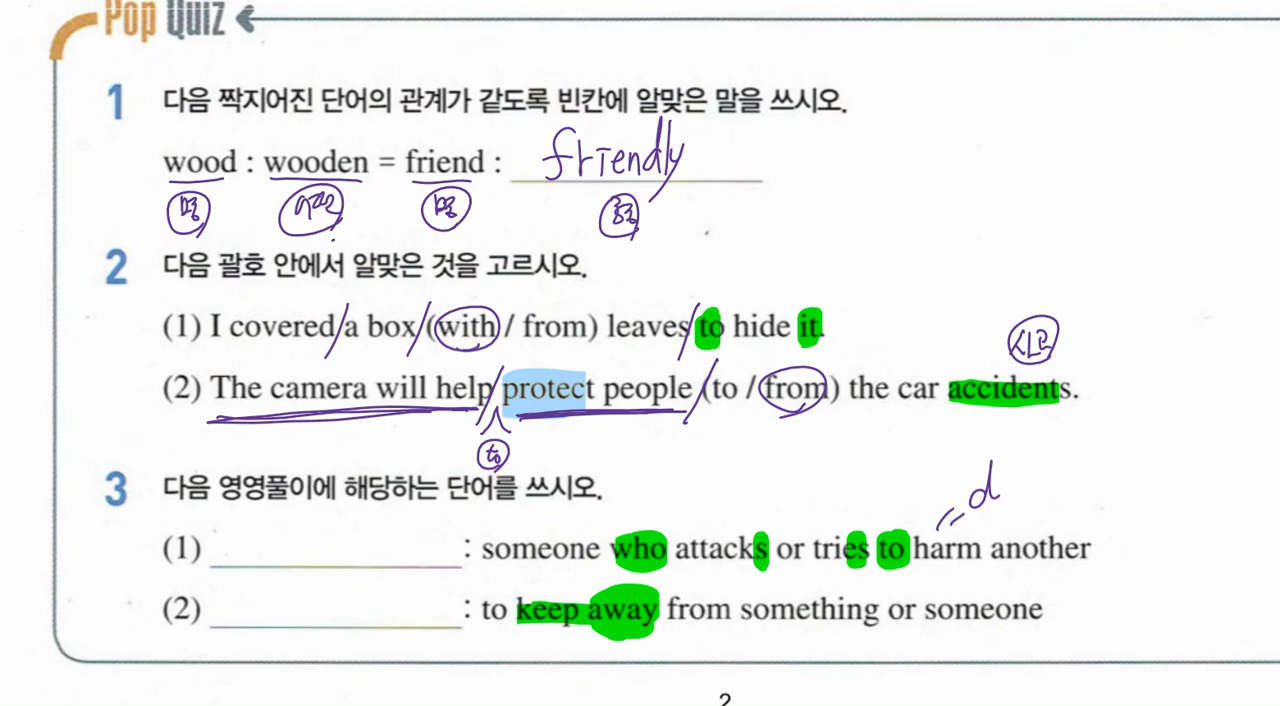 Pop Quiz
1 다음 짝지어진 단어의 관계가 같도록 빈칸에 알맞은 말을 쓰시오.
wood : wooden = friend : friendly
명 명
2 다음 괄호 안에서 알맞은 것을 고르시오.
(1) I covered / a box / (with / from) leaves / to hide it.
사고
(2) The camera will help / protect people / (to / from) the car accidents.
to
3 다음 영영풀이에 해당하는 단어를 쓰시오.
d
(1) : someone who attacks or tries to harm another
(2) : to keep away from something or someone
2